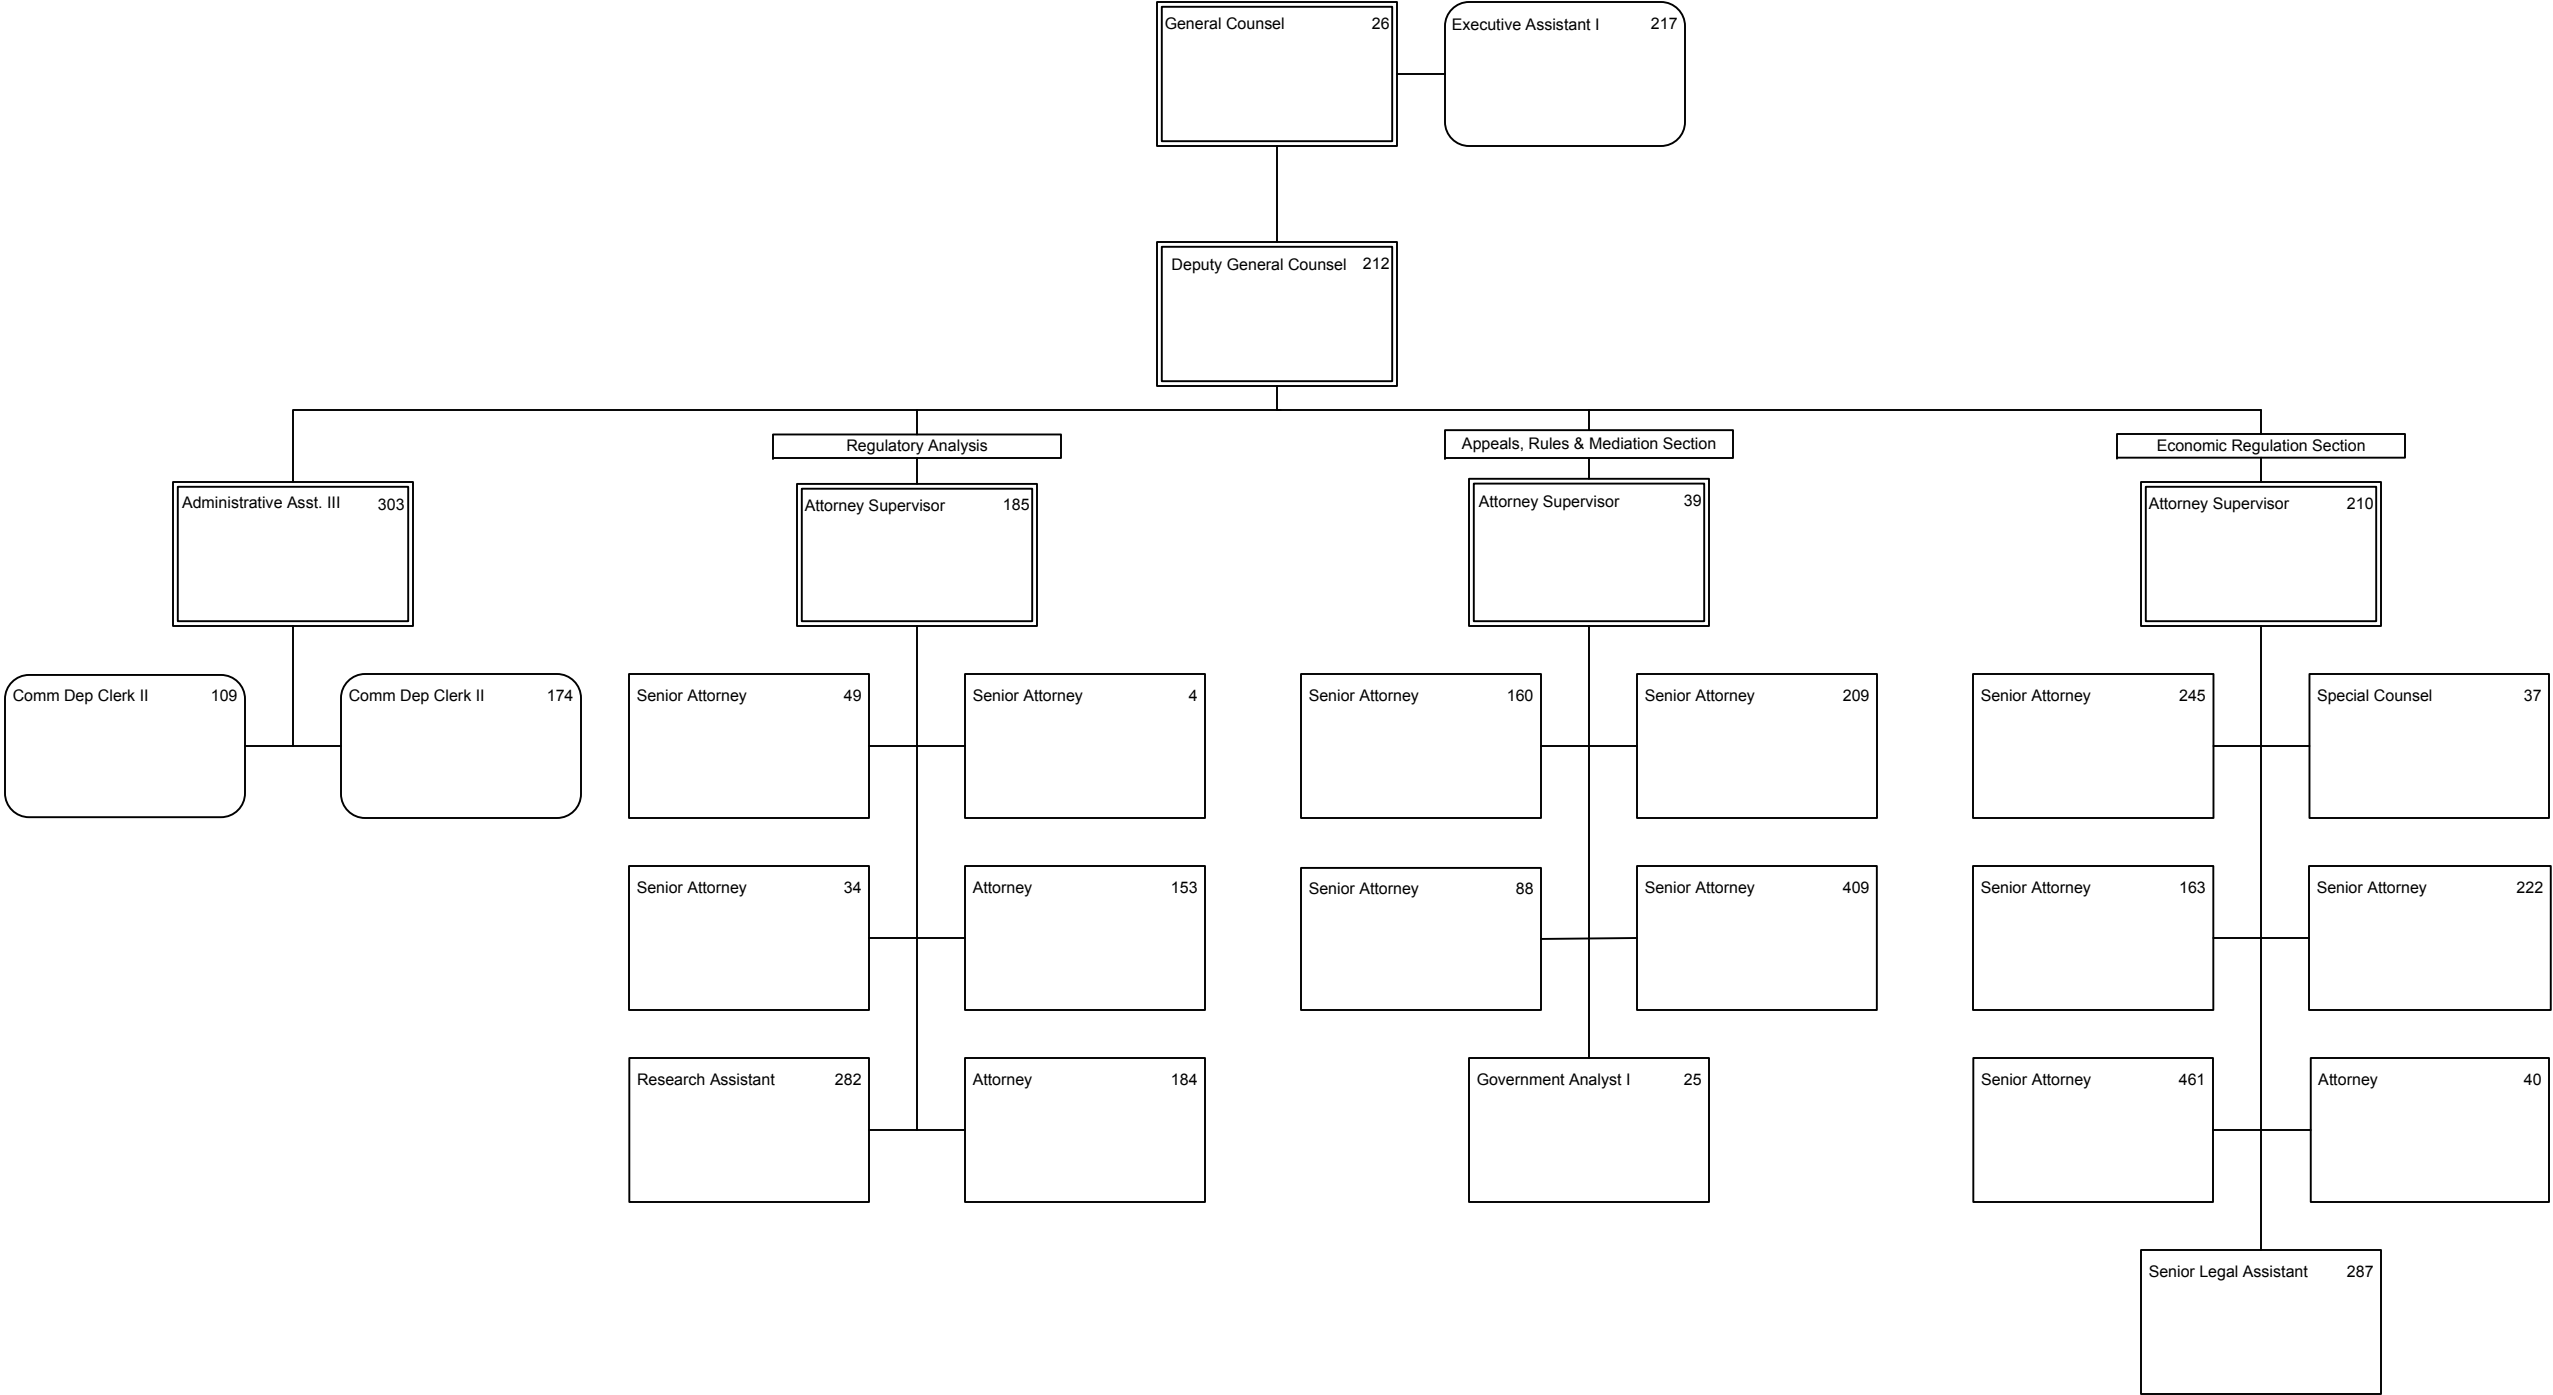 General Counsel 26
Executive Assistant I 217
Deputy General Counsel 212
Regulatory Analysis
Appeals, Rules & Mediation Section
Economic Regulation Section
Administrative Asst. III 303
Attorney Supervisor 185
Attorney Supervisor 39
Attorney Supervisor 210
Comm Dep Clerk II 109
Comm Dep Clerk II 174
Senior Attorney 49
Senior Attorney 4
Senior Attorney 160
Senior Attorney 209
Senior Attorney 245
Special Counsel 37
Senior Attorney 34
Attorney 153
Senior Attorney 88
Senior Attorney 409
Senior Attorney 163
Senior Attorney 222
Research Assistant 282
Attorney 184
Government Analyst I 25
Senior Attorney 461
Attorney 40
Senior Legal Assistant 287